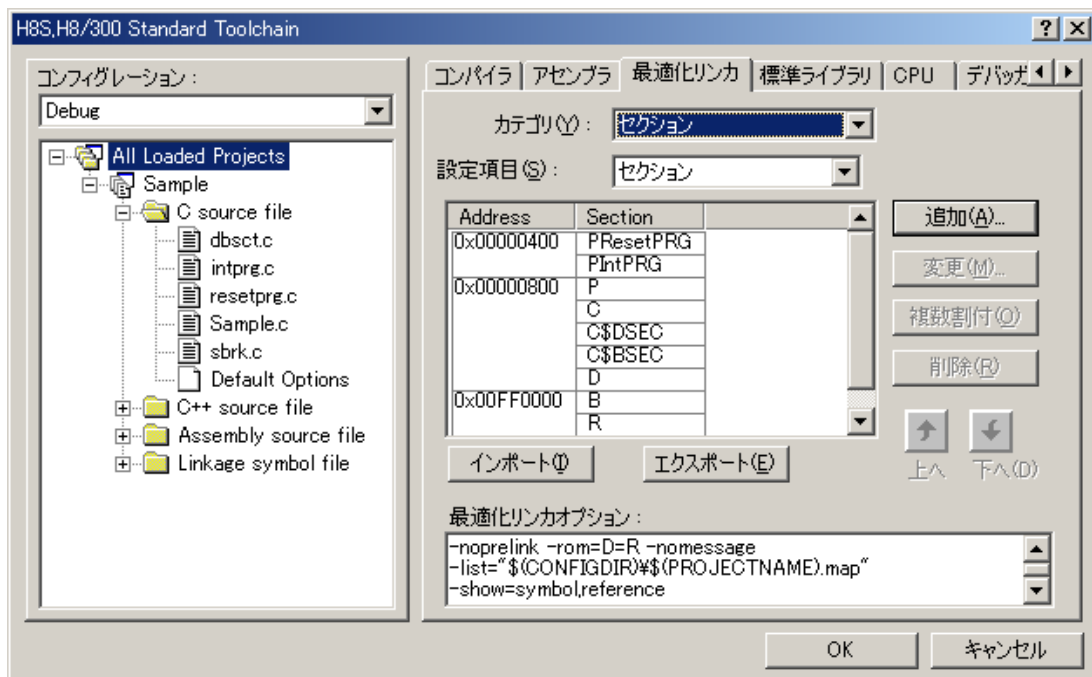 H8S,H8/300 Standard Toolchain
コンフィグレーション :
Debug
All Loaded Projects
Sample
C source file
dbsct.c
intprg.c
resetprg.c
Sample.c
sbrk.c
Default Options
C++ source file
Assembly source file
Linkage symbol file
コンパイラ アセンブラ 最適化リンカ 標準ライブラリ CPU デバッガ
カテゴリ(Y) : セクション
設定項目(S) : セクション
Address Section
0x00000400 PResetPRG
PIntPRG
0x00000800 P
C
C$DSEC
C$BSEC
D
0x00FF0000 B
R
追加(A)...
変更(M)...
複数割付(O)
削除(R)
上へ 下へ(D)
インポート(I) エクスポート(E)
最適化リンカオプション :
-noprelink -rom=D=R -nomessage
-list="$(CONFIGDIR)¥$(PROJECTNAME).map"
-show=symbol,reference
OK キャンセル